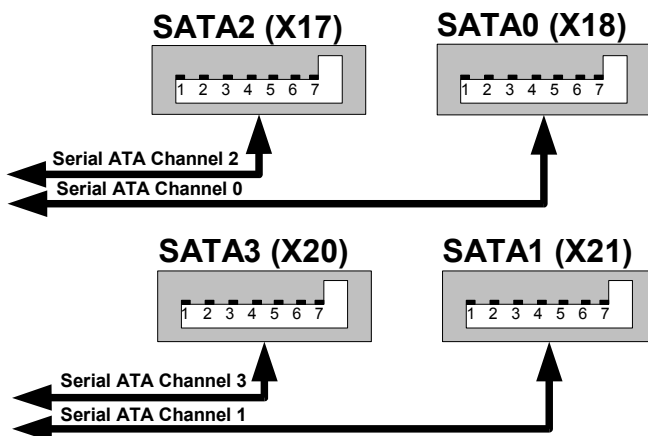 SATA2 (X17)
SATA0 (X18)
1 2 3 4 5 6 7
1 2 3 4 5 6 7
Serial ATA Channel 2
Serial ATA Channel 0
SATA3 (X20)
SATA1 (X21)
1 2 3 4 5 6 7
1 2 3 4 5 6 7
Serial ATA Channel 3
Serial ATA Channel 1